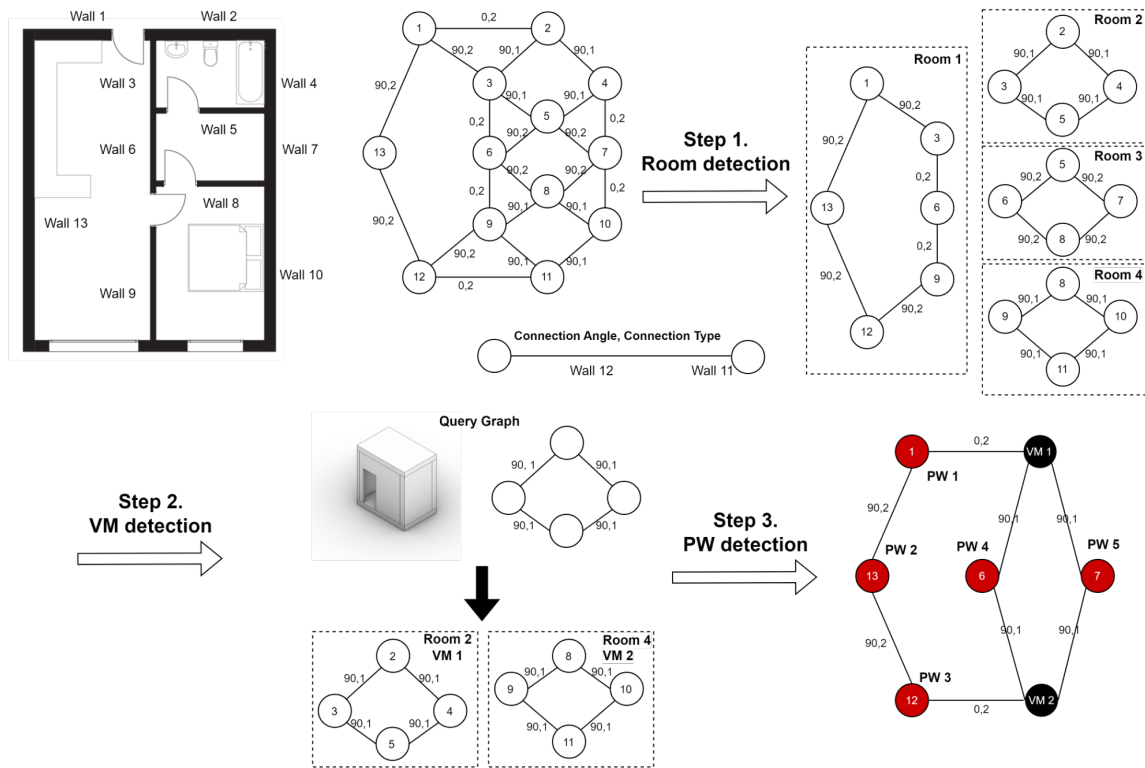 Wall 1
Wall 2
Wall 3
Wall 4
Wall 5
Wall 6
Wall 7
Wall 8
Wall 13
Wall 10
Wall 9
0,2
1
2
90,2
90,2
90,1
90,1
3
4
90,1
90,1
5
0,2
0,2
90,2
90,2
13
6
7
90,2
90,2
8
0,2
0,2
90,1
90,1
9
10
90,2
90,2
90,1
90,1
12
11
0,2
Connection Angle, Connection Type
Wall 12
Wall 11
Step 1.
Room detection
Room 1
1
90,2
3
90,2
0,2
13
6
0,2
90,2
9
90,2
12
Room 2
2
90,1
90,1
3
4
90,1
90,1
5
Room 3
5
90,2
90,2
6
7
90,2
90,2
8
Room 4
8
90,1
90,1
9
10
90,1
90,1
11
Step 2.
VM detection
Query Graph
90, 1
90,1
90,1
90,1
Room 2
VM 1
2
90,1
90,1
3
4
90,1
90,1
5
Room 4
VM 2
8
90,1
90,1
9
10
90,1
90,1
11
Step 3.
PW detection
0,2
1
VM 1
PW 1
90,2
90,1
90,1
PW 2
PW 4
PW 5
13
6
7
90,2
90,1
90,1
PW 3
12
VM 2
0,2